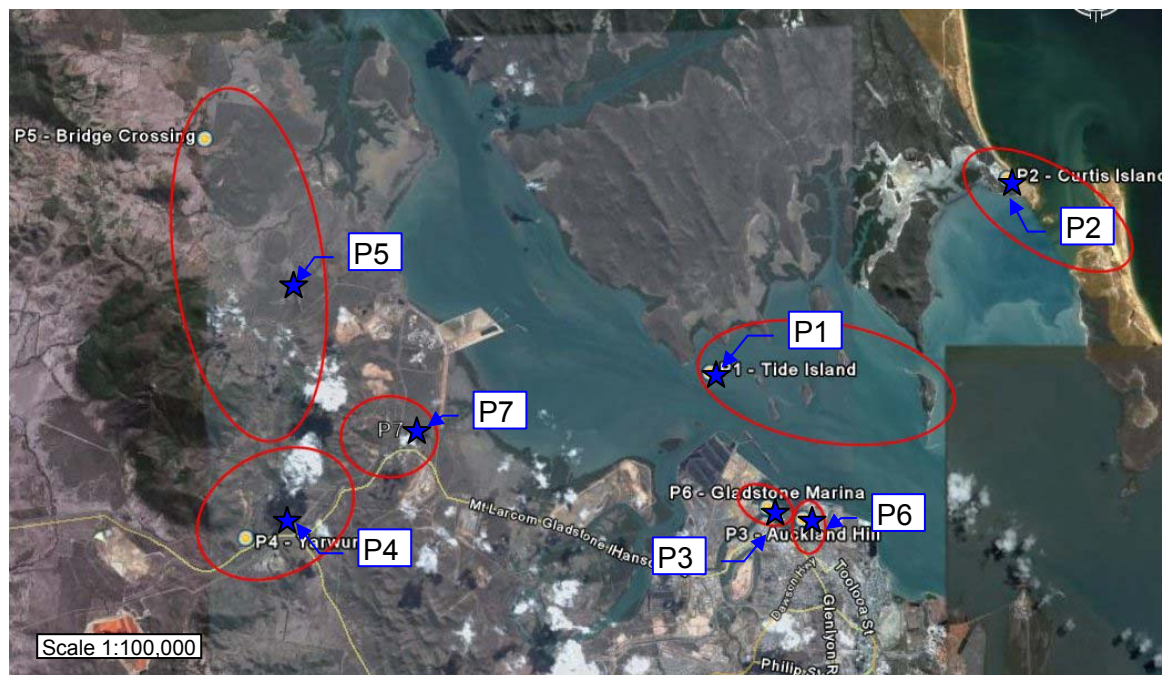 P5 - Bridge Crossing
P2 - Curtis Island
P2
P5
P1
P1 - Tide Island
P7
P7
P6 - Gladstone Marina
P6
P3 - Auckland Hill
P3
Mt Larcom Gladstone
P4 - Yarwun
P4
Dawson Hwy
Toolooa St
Glenlyon R
Philip S
Scale 1:100,000